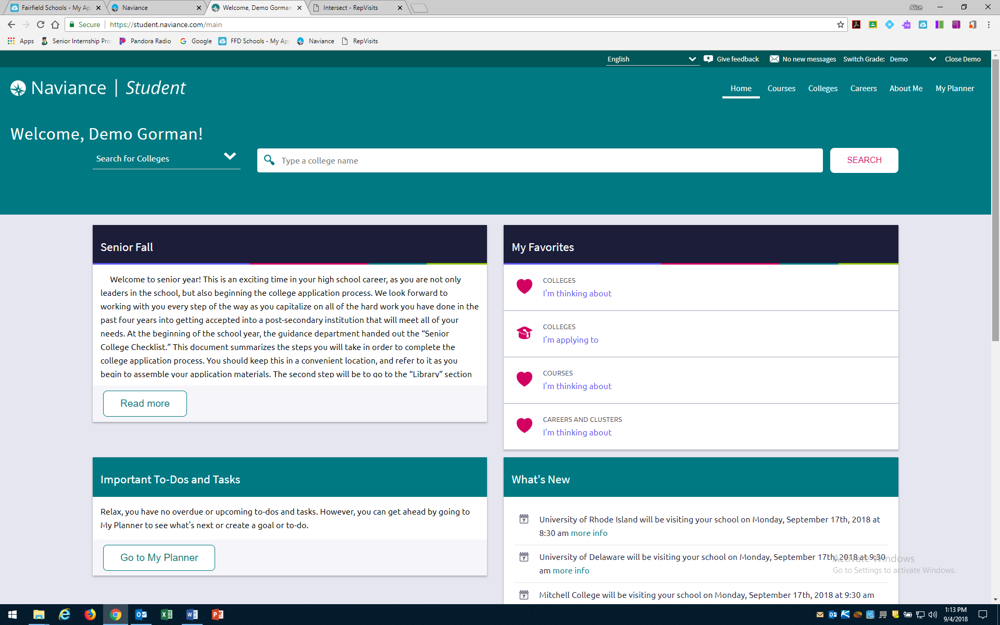 Fairfield Schools - My Ap
Naviance
Welcome, Demo Gorman
Intersect - RepVisits
Alice
Secure
https://student.naviance.com/main
Apps
Senior Internship Pro
Pandora Radio
Google
FFD Schools - My Ap
Naviance
RepVisits
English
Give feedback
No new messages
Switch Grade: Demo
Close Demo
Naviance | Student
Home
Courses
Colleges
Careers
About Me
My Planner
Welcome, Demo Gorman!
Search for Colleges
Type a college name
SEARCH
Senior Fall
Welcome to senior year! This is an exciting time in your high school career, as you are not only
leaders in the school, but also beginning the college application process. We look forward to
working with you every step of the way as you capitalize on all of the hard work you have done in the
past four years into getting accepted into a post-secondary institution that will meet all of your
needs. At the beginning of the school year, the guidance department handed out the “Senior
College Checklist.” This document summarizes the steps you will take in order to complete the
college application process. You should keep this in a convenient location, and refer to it as you
begin to assemble your application materials. The second step will be to go to the “Library” section
Read more
My Favorites
COLLEGES
I'm thinking about
COLLEGES
I'm applying to
COURSES
I'm thinking about
CAREERS AND CLUSTERS
I'm thinking about
Important To-Dos and Tasks
Relax, you have no overdue or upcoming to-dos and tasks. However, you can get ahead by going to
My Planner to see what's next or create a goal or to-do.
Go to My Planner
What's New
University of Rhode Island will be visiting your school on Monday, September 17th, 2018 at
8:30 am more info
University of Delaware will be visiting your school on Monday, September 17th, 2018 at 9:30
am more info
Mitchell College will be visiting your school on Monday, September 17th, 2018 at 9:30 am
Activate Windows
Go to Settings to activate Windows.
1:13 PM
9/4/2018